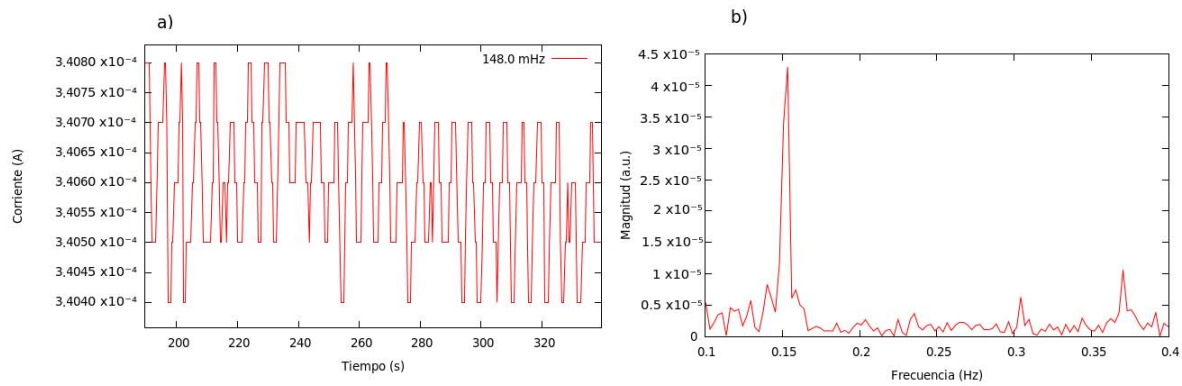 a)
3,4080 x10⁻⁴
3,4075 x10⁻⁴
3,4070 x10⁻⁴
3,4065 x10⁻⁴
3,4060 x10⁻⁴
3,4055 x10⁻⁴
3,4050 x10⁻⁴
3,4045 x10⁻⁴
3,4040 x10⁻⁴
Corriente (A)
148.0 mHz
200 220 240 260 280 300 320
Tiempo (s)
b)
4.5 x10⁻⁵
4 x10⁻⁵
3.5 x10⁻⁵
3 x10⁻⁵
2.5 x10⁻⁵
2 x10⁻⁵
1.5 x10⁻⁵
1 x10⁻⁵
0.5 x10⁻⁵
0
Magnitud (a.u.)
0.1 0.15 0.2 0.25 0.3 0.35 0.4
Frecuencia (Hz)